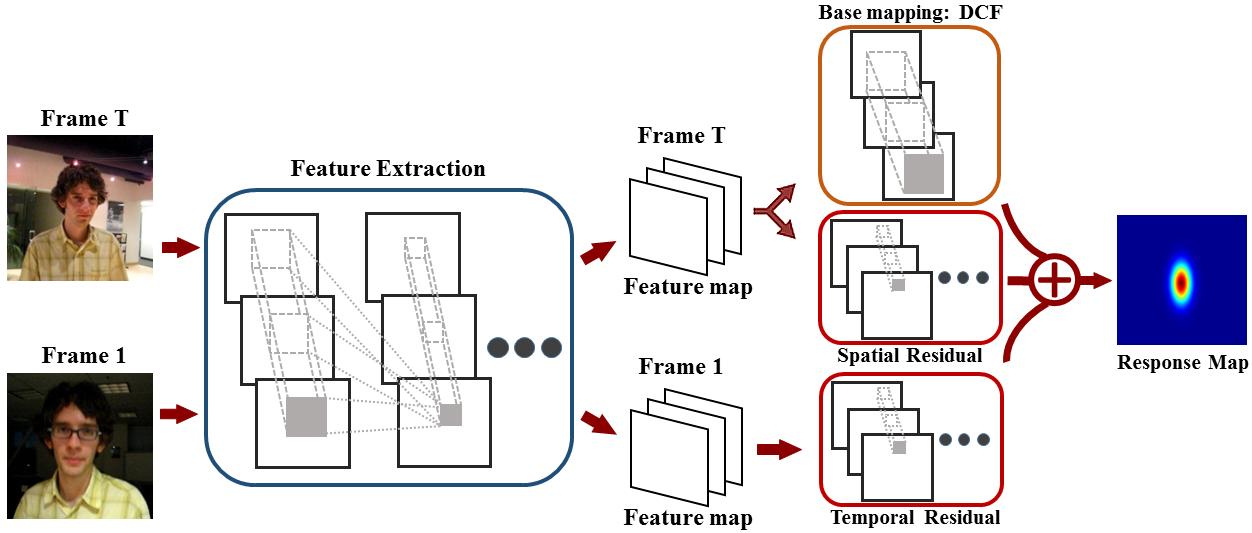 Base mapping: DCF
Frame T
Frame T
Feature Extraction
Feature map
Frame 1
Spatial Residual
Response Map
Frame 1
Feature map
Temporal Residual